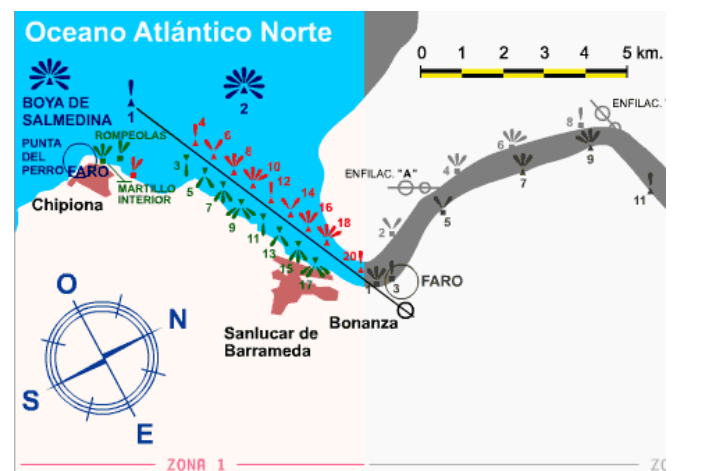 Oceano Atlántico Norte
0 1 2 3 4 5 km.
BOYA DE
SALMEDINA
1
2
ENFILAC.
PUNTA
DEL
PERRO
FARO
ROMPEOLAS
MARTILLO
INTERIOR
Chipiona
4
6
8
10
12
14
16
18
20
3
5
7
9
11
13
15
17
ENFILAC. "A"
2
4
6
8
1
3
5
7
9
11
FARO
Bonanza
Sanlucar de
Barrameda
O
N
S
E
ZONA 1